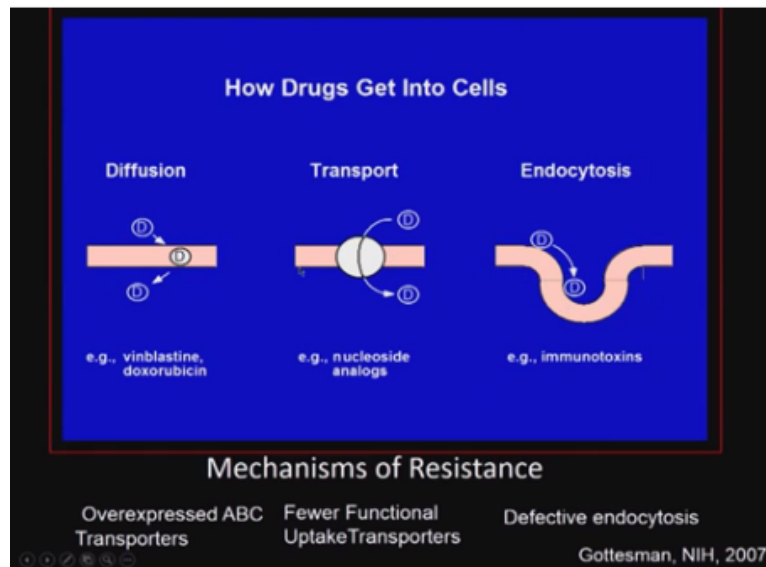 How Drugs Get Into Cells
Diffusion
Transport
Endocytosis
D
D
D
D
D
D
D
e.g., vinblastine,
doxorubicin
e.g., nucleoside
analogs
e.g., immunotoxins
Mechanisms of Resistance
Overexpressed ABC
Transporters
Fewer Functional
UptakeTransporters
Defective endocytosis
Gottesman, NIH, 2007